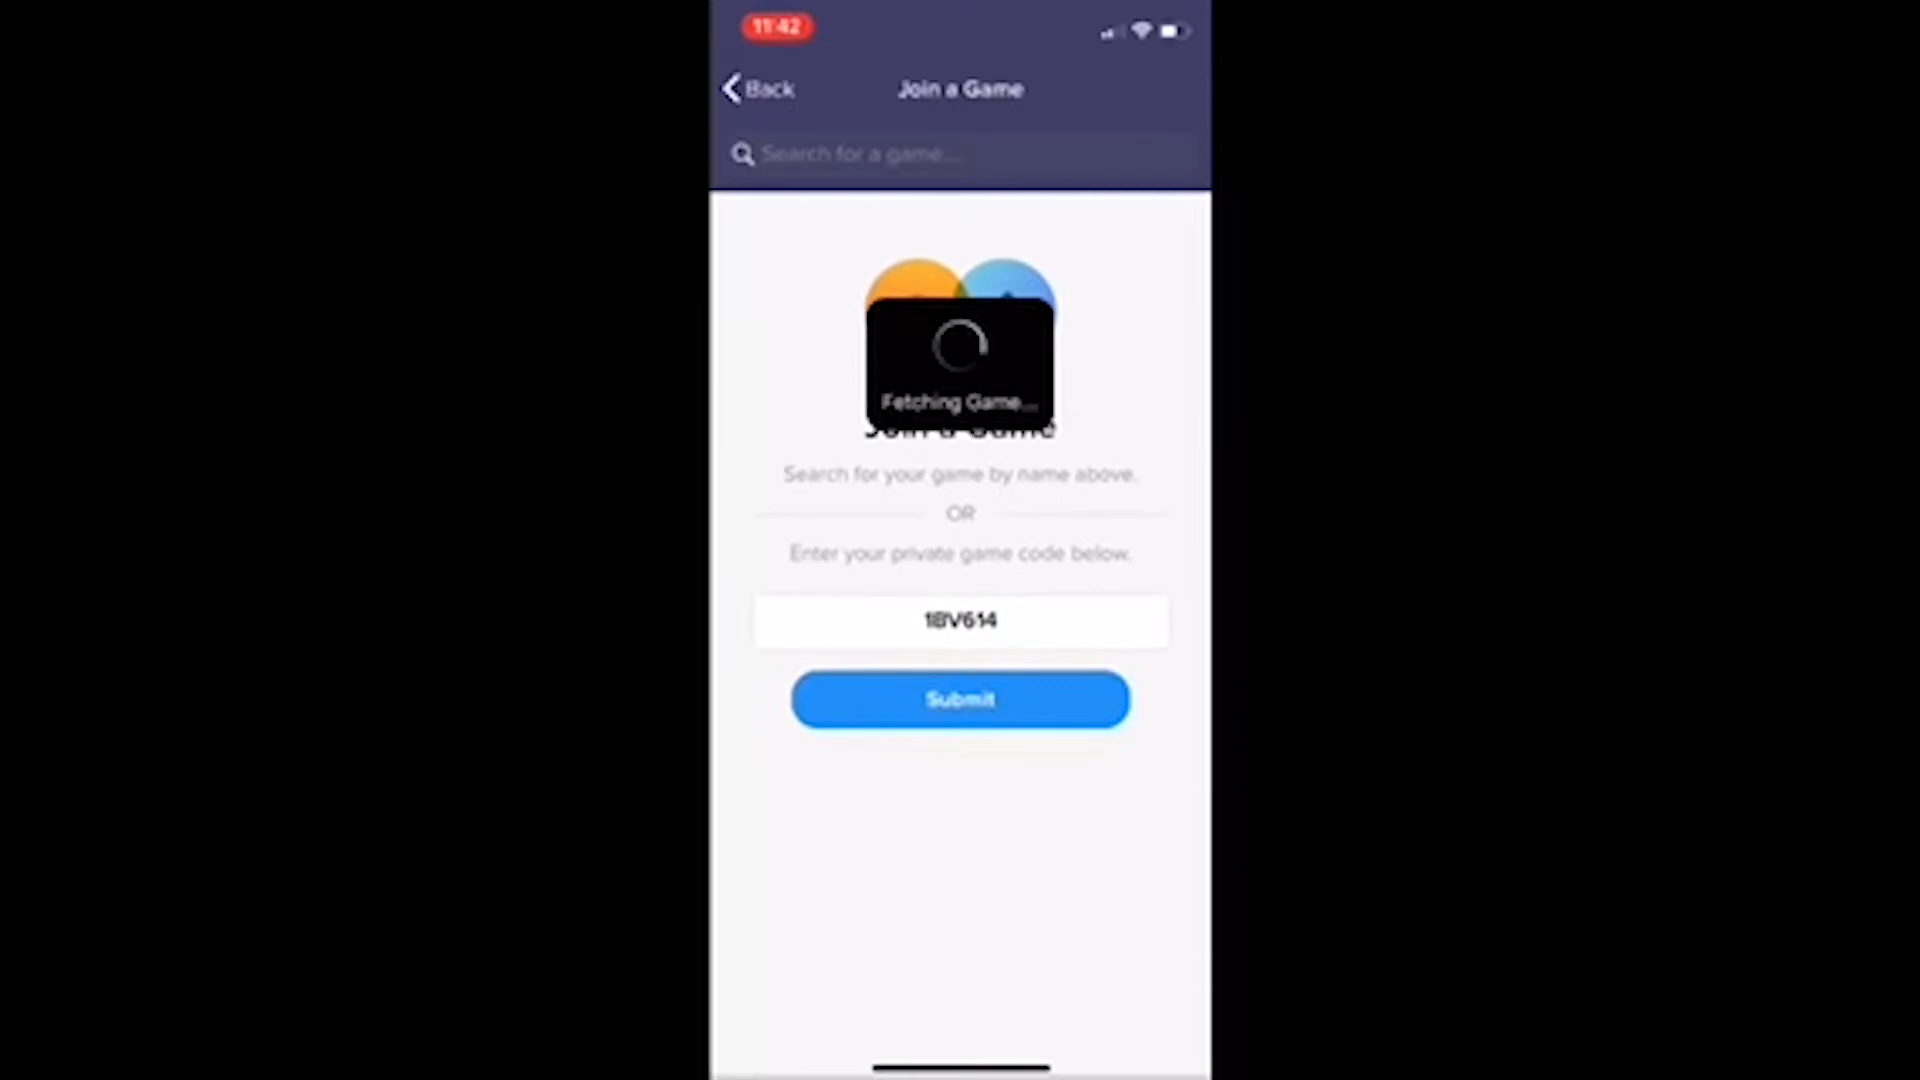 11:42
Back
Join a Game
Search for a game...
Fetching Game...
Join a Game
Search for your game by name above.
OR
Enter your private game code below.
1BV614
Submit